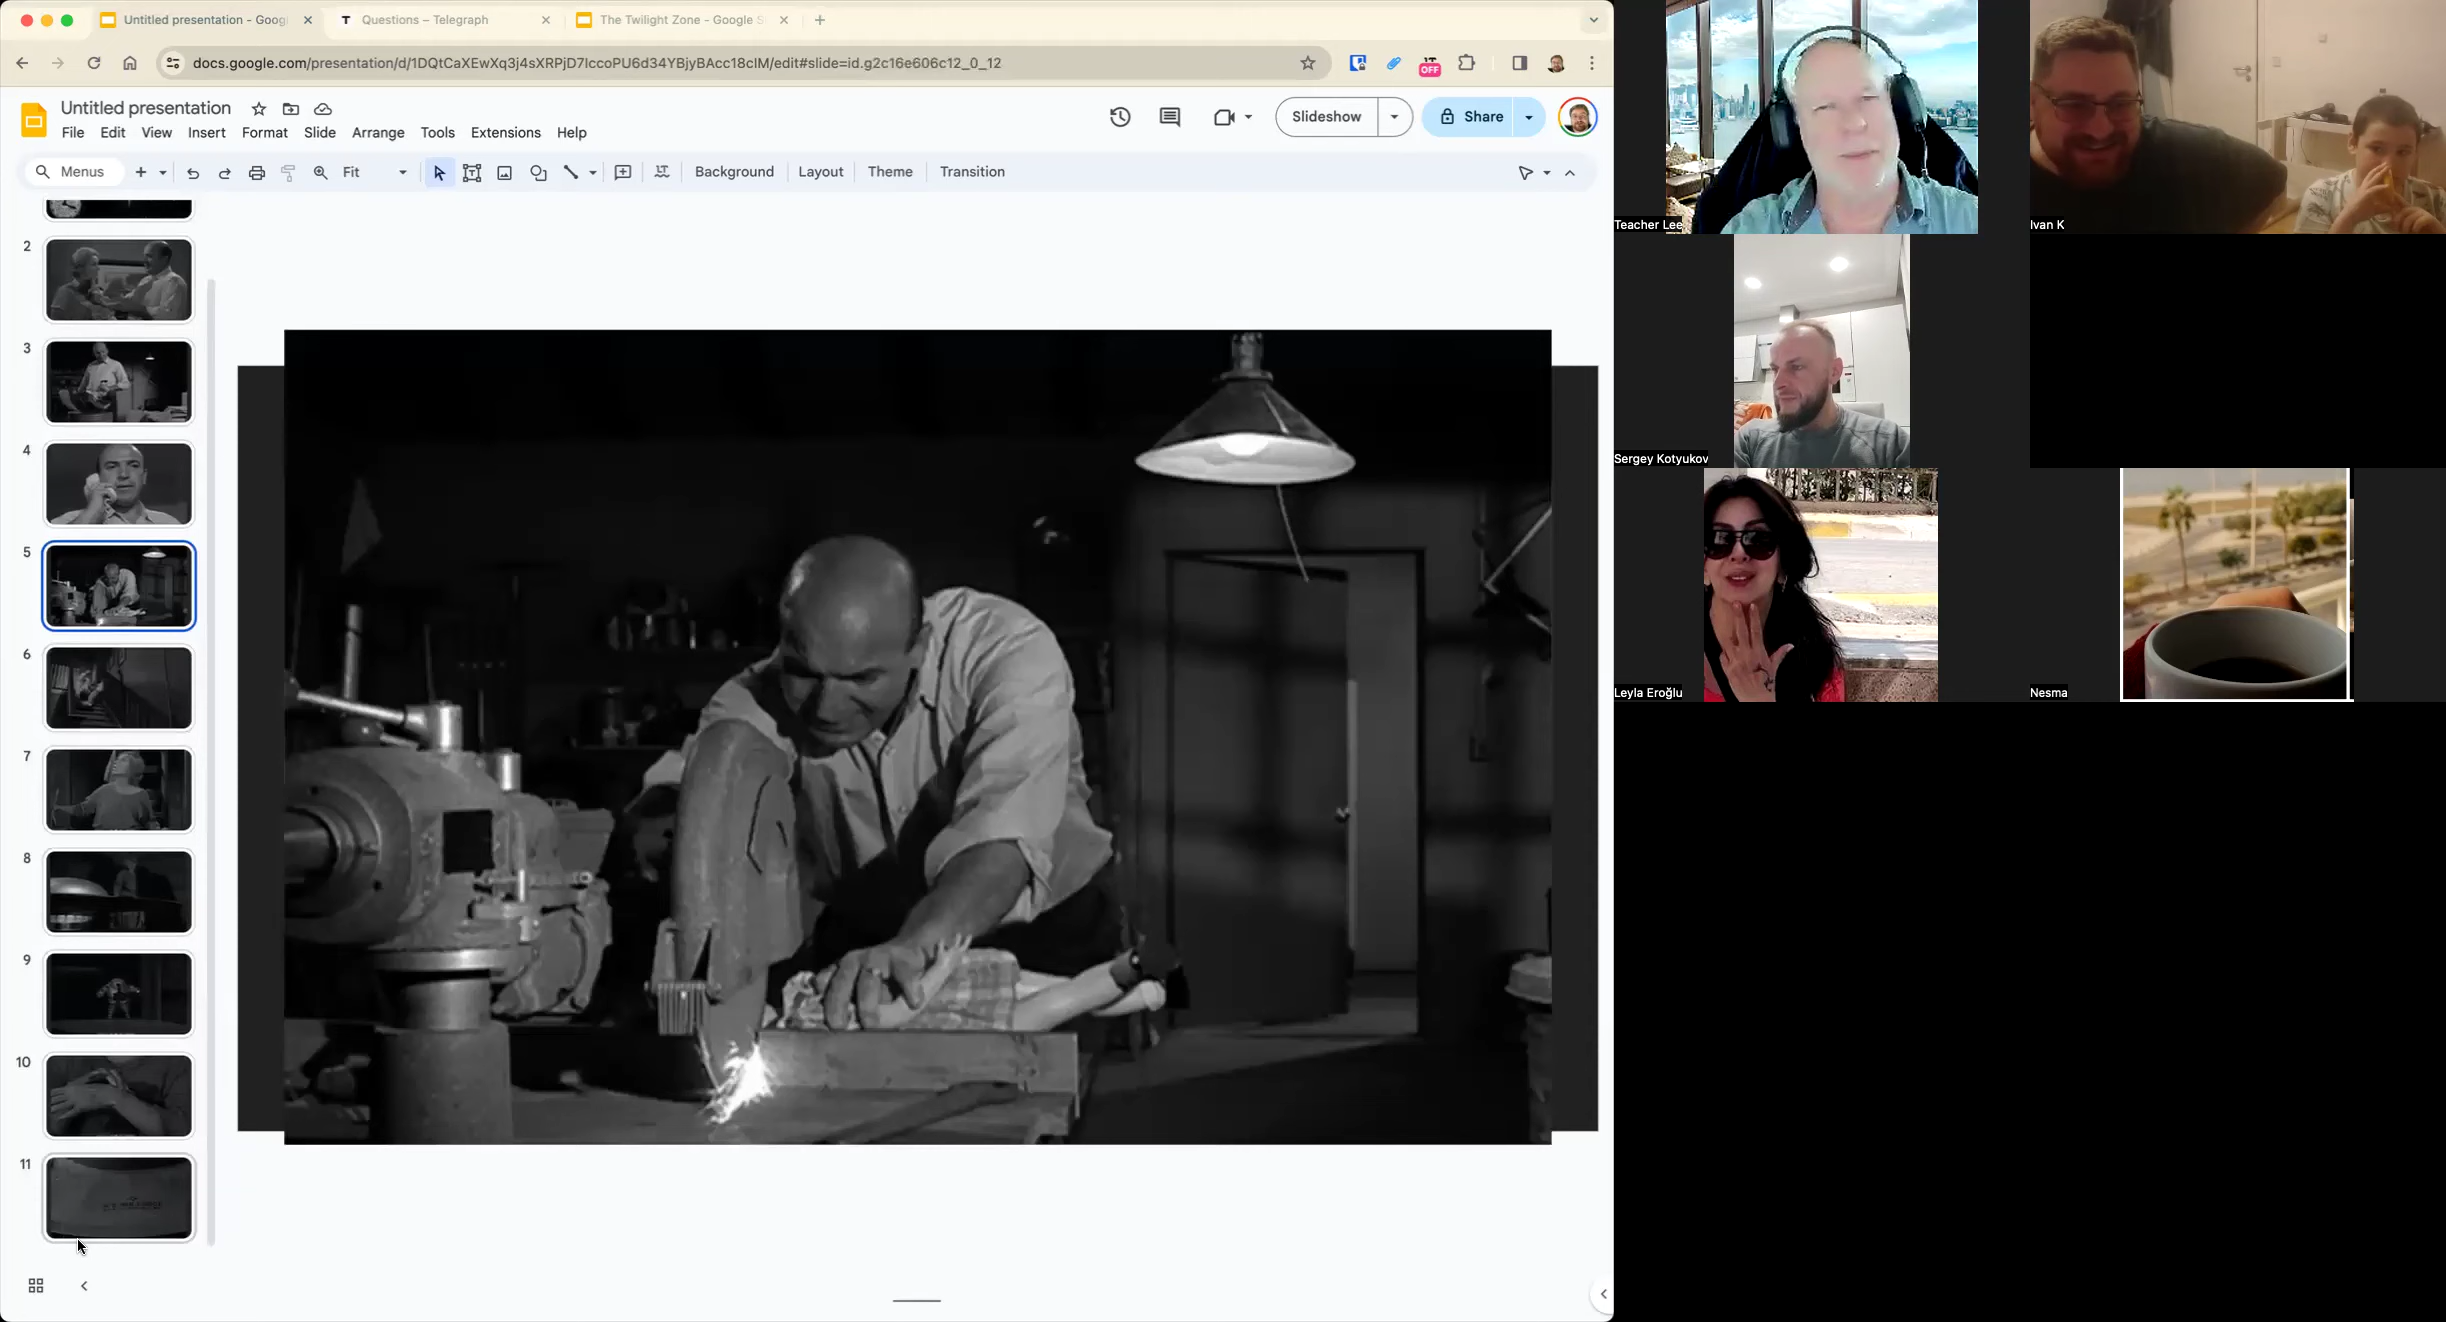 Untitled presentation - Goog
Questions – Telegraph
The Twilight Zone - Google S
docs.google.com/presentation/d/1DQtCaXEwXq3j4sXRPjD7IccoPU6d34YBjyBAcc18cIM/edit#slide=id.g2c16e606c12_0_12
OFF
Untitled presentation
File Edit View Insert Format Slide Arrange Tools Extensions Help
Slideshow
Share
Menus
Fit
Background
Layout
Theme
Transition
2
3
4
5
6
7
8
9
10
11
Teacher Lee
Ivan K
Sergey Kotyukov
Leyla Eroğlu
Nesma